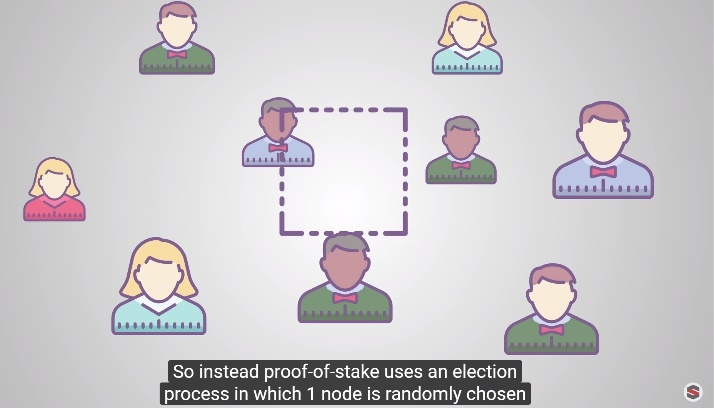 So instead proof-of-stake uses an election
process in which 1 node is randomly chosen